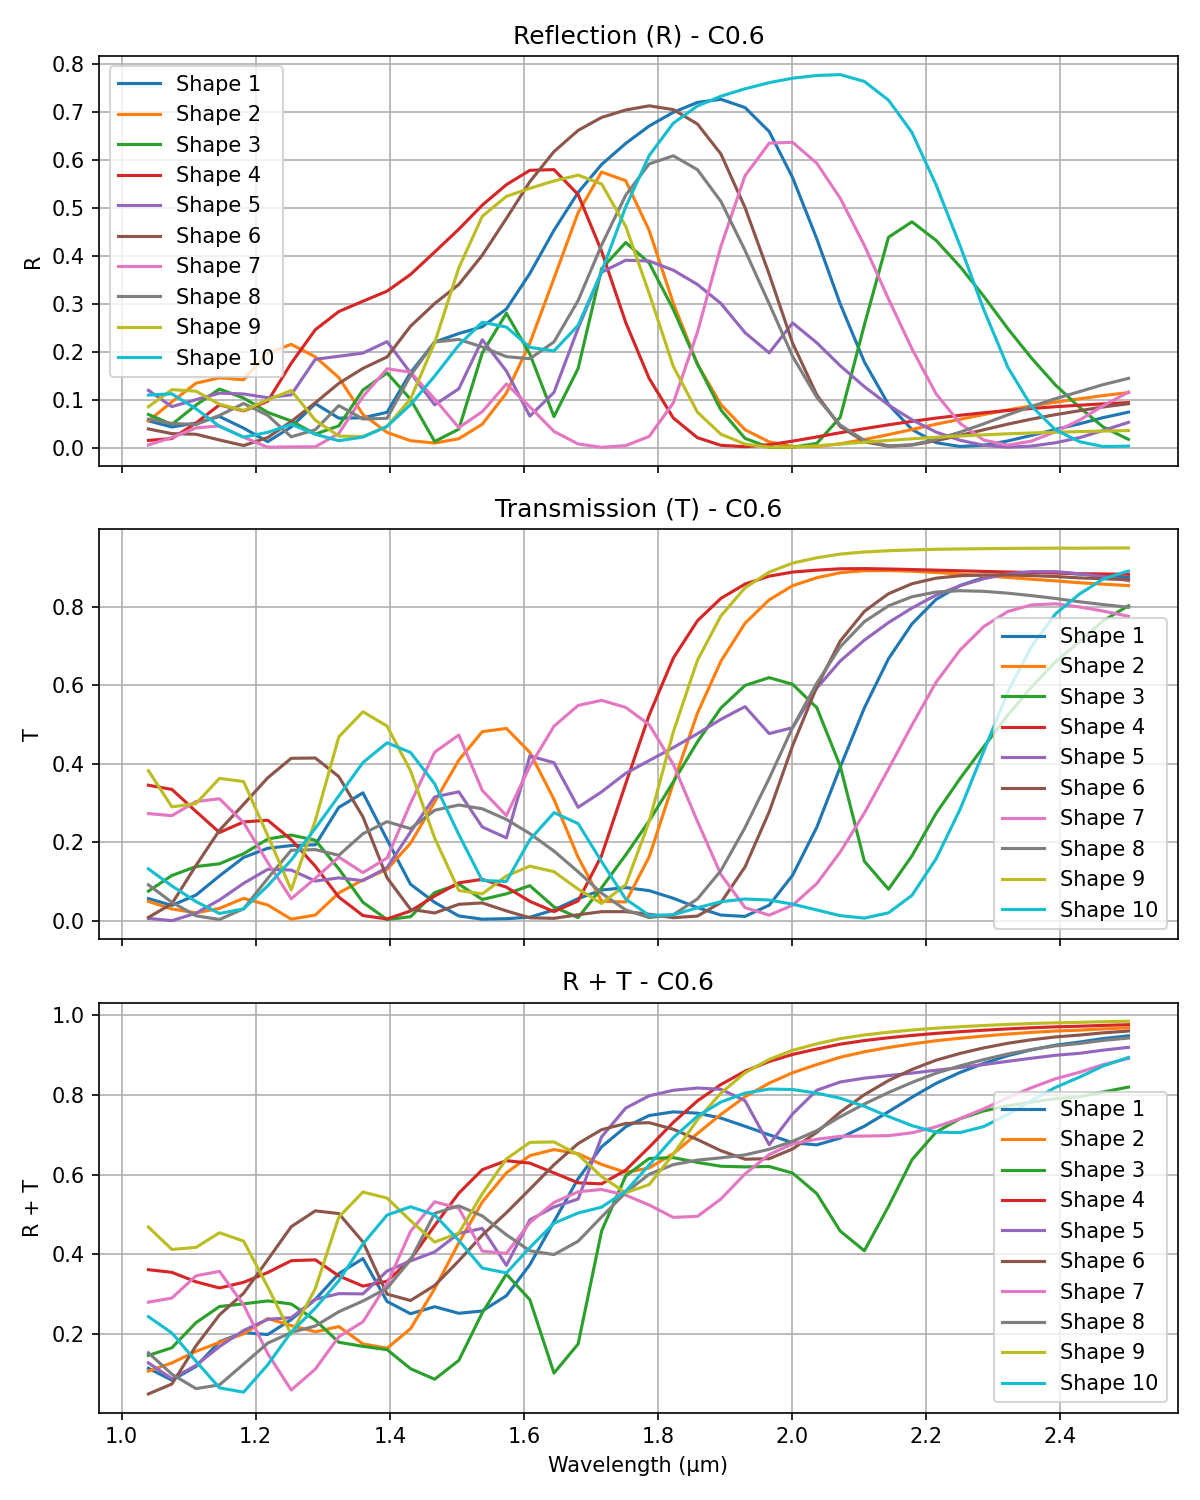 Reflection (R) - C0.6
0.8
0.7
0.6
0.5
0.4
0.3
0.2
0.1
0.0
R
Shape 1
Shape 2
Shape 3
Shape 4
Shape 5
Shape 6
Shape 7
Shape 8
Shape 9
Shape 10
Transmission (T) - C0.6
0.8
0.6
0.4
0.2
0.0
T
Shape 1
Shape 2
Shape 3
Shape 4
Shape 5
Shape 6
Shape 7
Shape 8
Shape 9
Shape 10
R + T - C0.6
1.0
0.8
0.6
0.4
0.2
R + T
Shape 1
Shape 2
Shape 3
Shape 4
Shape 5
Shape 6
Shape 7
Shape 8
Shape 9
Shape 10
1.0 1.2 1.4 1.6 1.8 2.0 2.2 2.4
Wavelength (μm)